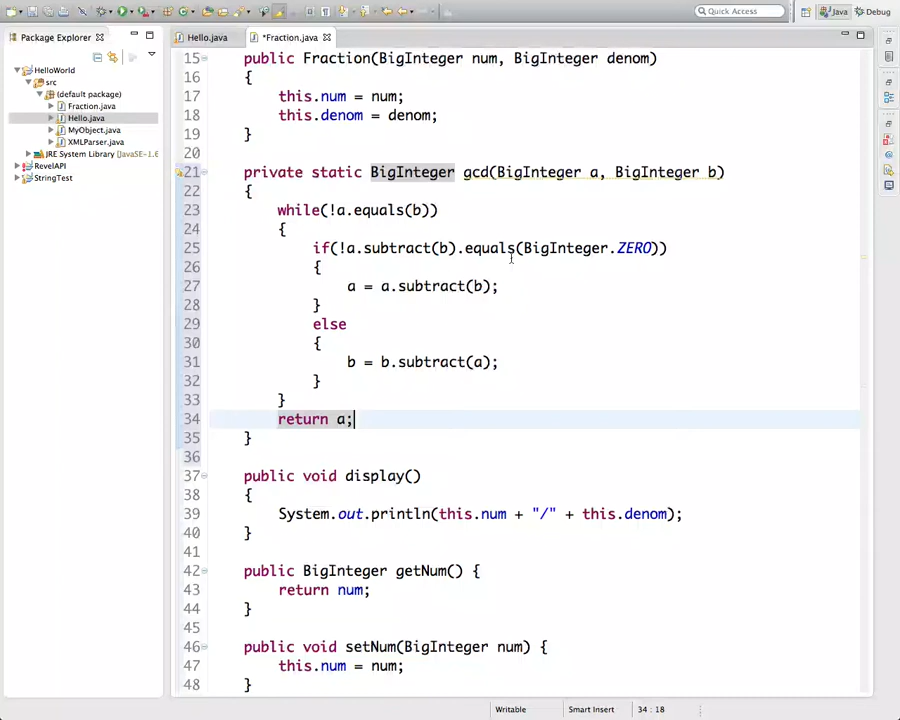 Quick Access
Java
Debug
Package Explorer
Hello.java
*Fraction.java
HelloWorld
src
(default package)
Fraction.java
Hello.java
MyObject.java
XMLParser.java
JRE System Library [JavaSE-1.6
RevelAPI
StringTest
15 public Fraction(BigInteger num, BigInteger denom)
16 {
17 this.num = num;
18 this.denom = denom;
19 }
20
21 private static BigInteger gcd(BigInteger a, BigInteger b)
22 {
23 while(!a.equals(b))
24 {
25 if(!a.subtract(b).equals(BigInteger.ZERO))
26 {
27 a = a.subtract(b);
28 }
29 else
30 {
31 b = b.subtract(a);
32 }
33 }
34 return a;
35 }
36
37 public void display()
38 {
39 System.out.println(this.num + "/" + this.denom);
40 }
41
42 public BigInteger getNum() {
43 return num;
44 }
45
46 public void setNum(BigInteger num) {
47 this.num = num;
48 }
Writable
Smart Insert
34 : 18